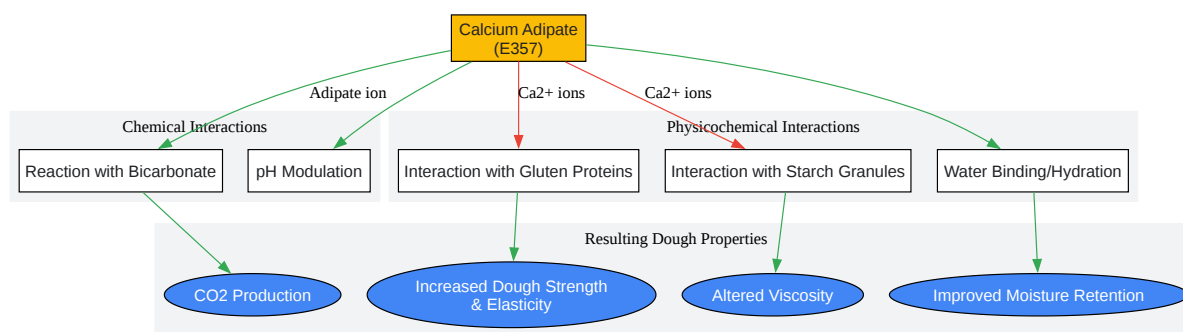 Calcium Adipate
(E357)
Adipate ion
Ca2+ ions
Ca2+ ions
Chemical Interactions
Physicochemical Interactions
Reaction with Bicarbonate
pH Modulation
Interaction with Gluten Proteins
Interaction with Starch Granules
Water Binding/Hydration
Resulting Dough Properties
CO2 Production
Increased Dough Strength
& Elasticity
Altered Viscosity
Improved Moisture Retention